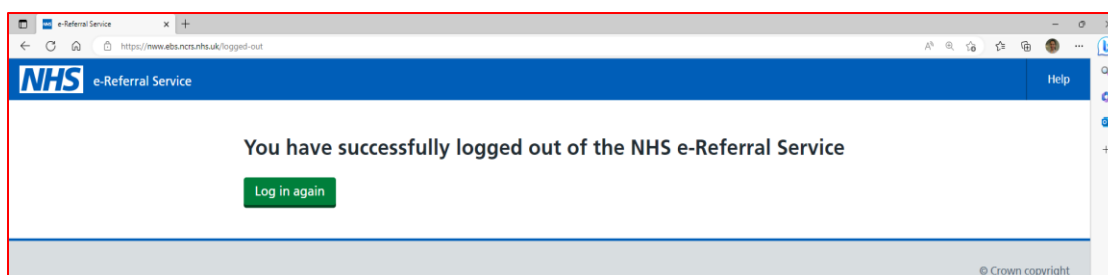 NHS e-Referral Service
https://nww.ebs.ncrs.nhs.uk/logged-out
NHS e-Referral Service Help
You have successfully logged out of the NHS e-Referral Service
Log in again
© Crown copyright